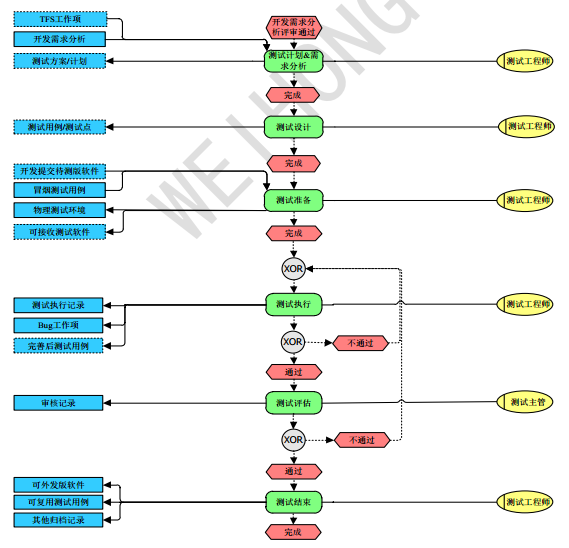 TFS工作项
开发需求分
析评审通过
开发需求分析
测试方案/计划
测试计划&需
求分析
测试工程师
完成
测试用例/测试点
测试设计
测试工程师
完成
开发提交待测版软件
冒烟测试用例
测试准备
测试工程师
物理测试环境
可接收测试软件
完成
XOR
测试执行记录
测试执行
测试工程师
Bug工作项
完善后测试用例
XOR
不通过
通过
审核记录
测试评估
测试主管
XOR
不通过
通过
可外发版软件
可复用测试用例
测试结束
测试工程师
其他归档记录
完成
WEIHONG